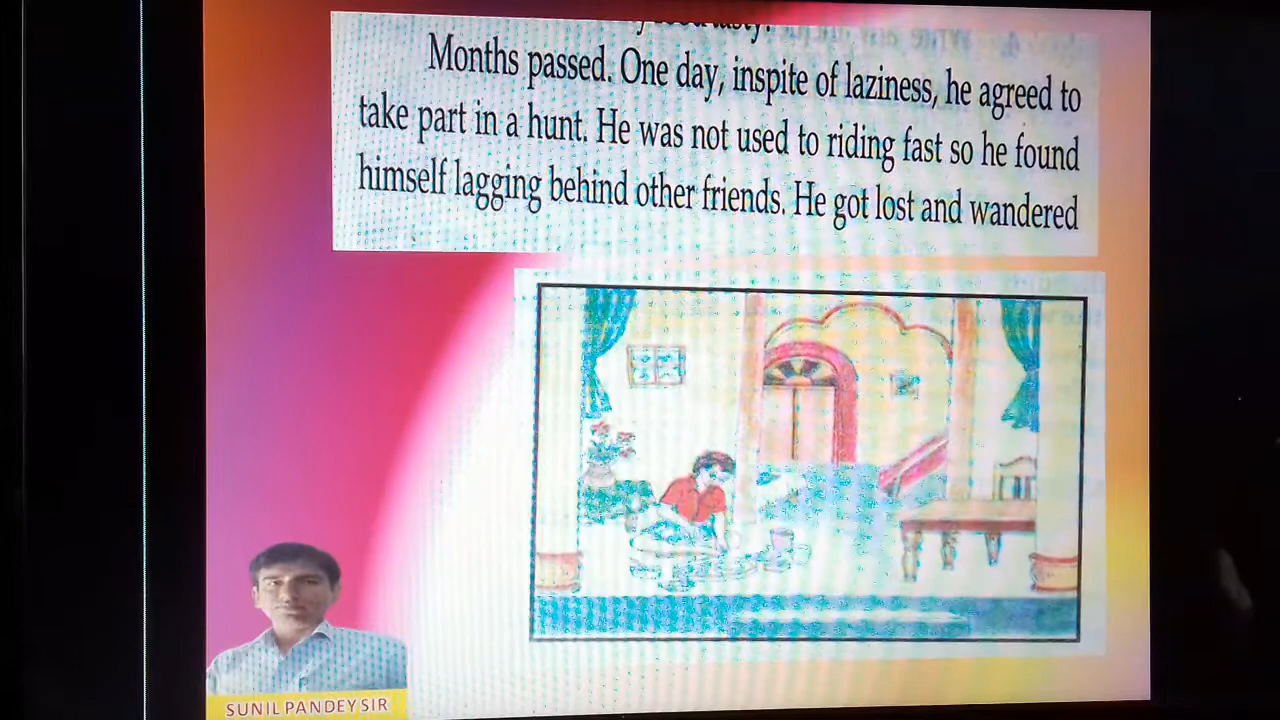 Months passed. One day, inspite of laziness, he agreed to
take part in a hunt. He was not used to riding fast so he found
himself lagging behind other friends. He got lost and wandered
SUNIL PANDEY SIR